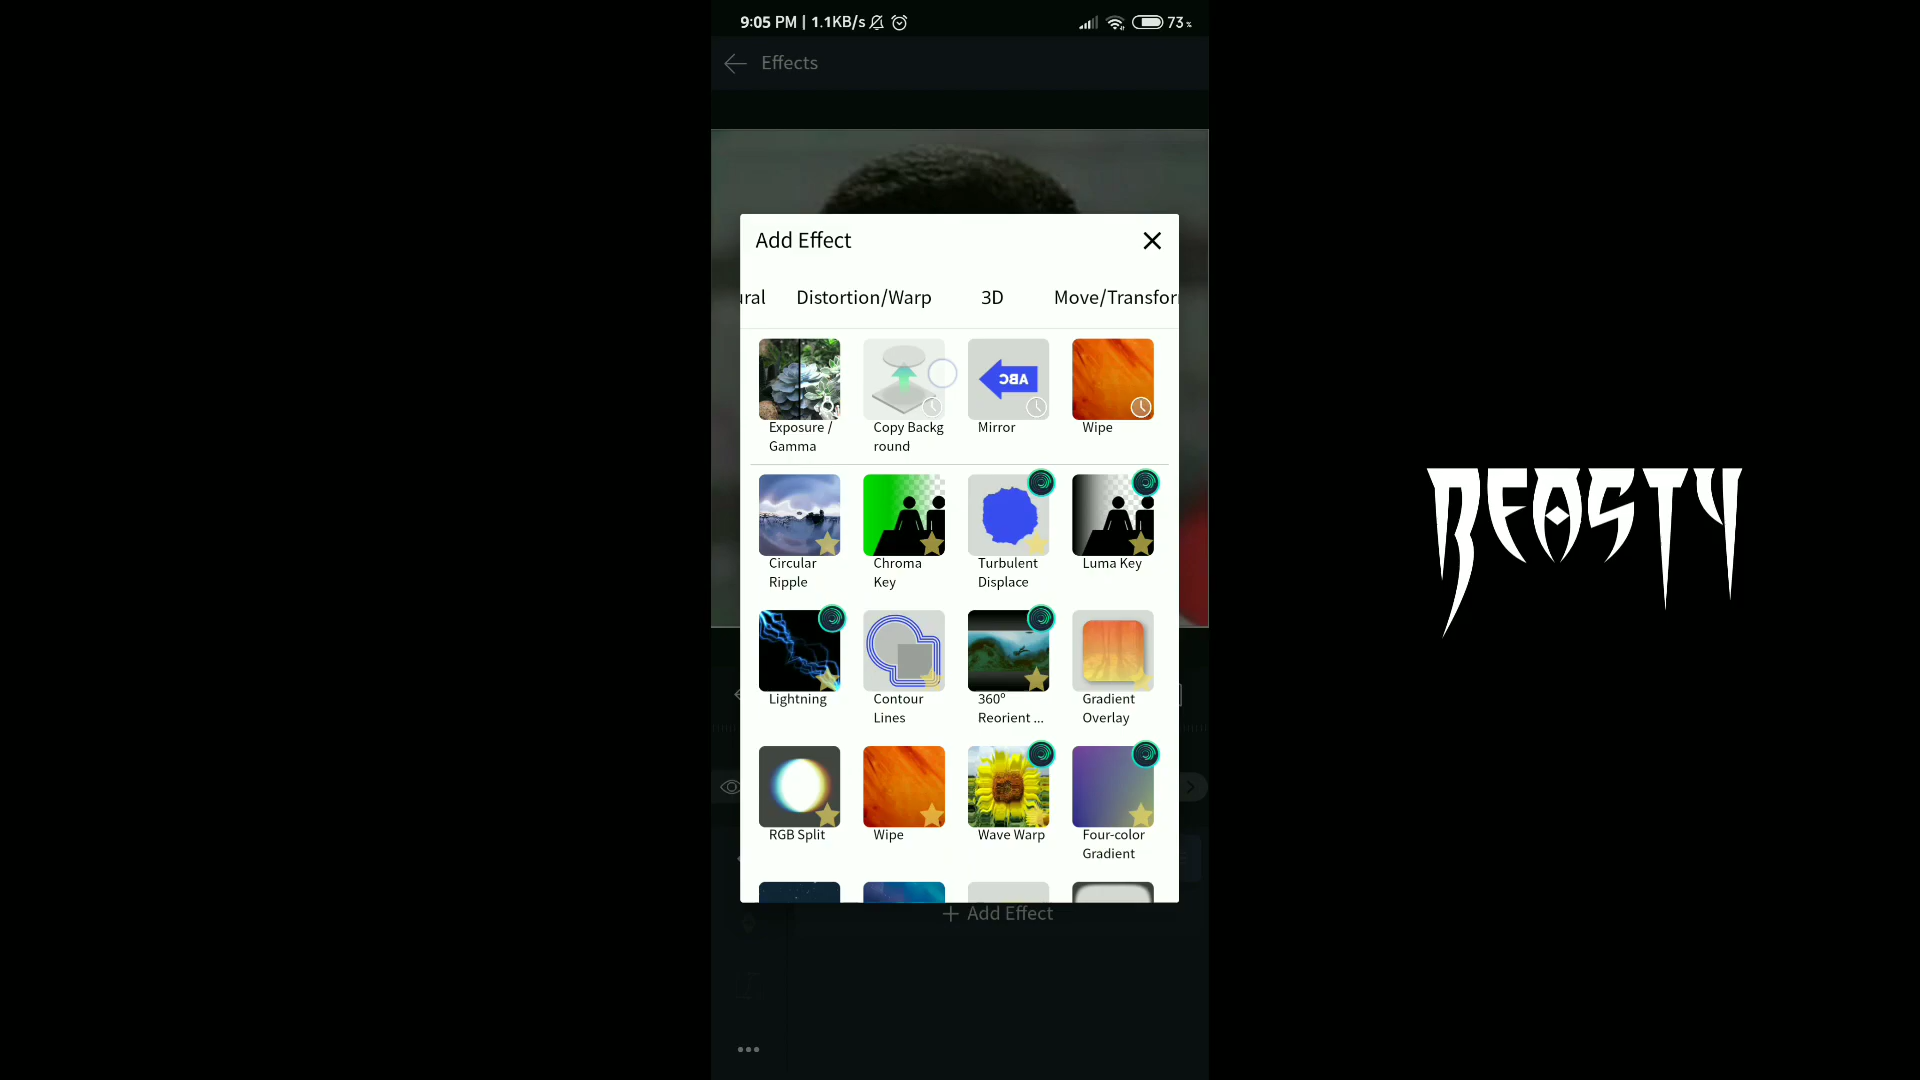 9:05 PM | 1.1KB/s
73%
Effects
Add Effect
ural
Distortion/Warp
3D
Move/Transfor
ABC
Exposure /
Gamma
Copy Backg
round
Mirror
Wipe
Circular
Ripple
Chroma
Key
Turbulent
Displace
Luma Key
Lightning
Contour
Lines
360°
Reorient ...
Gradient
Overlay
RGB Split
Wipe
Wave Warp
Four-color
Gradient
+ Add Effect
BEASTY